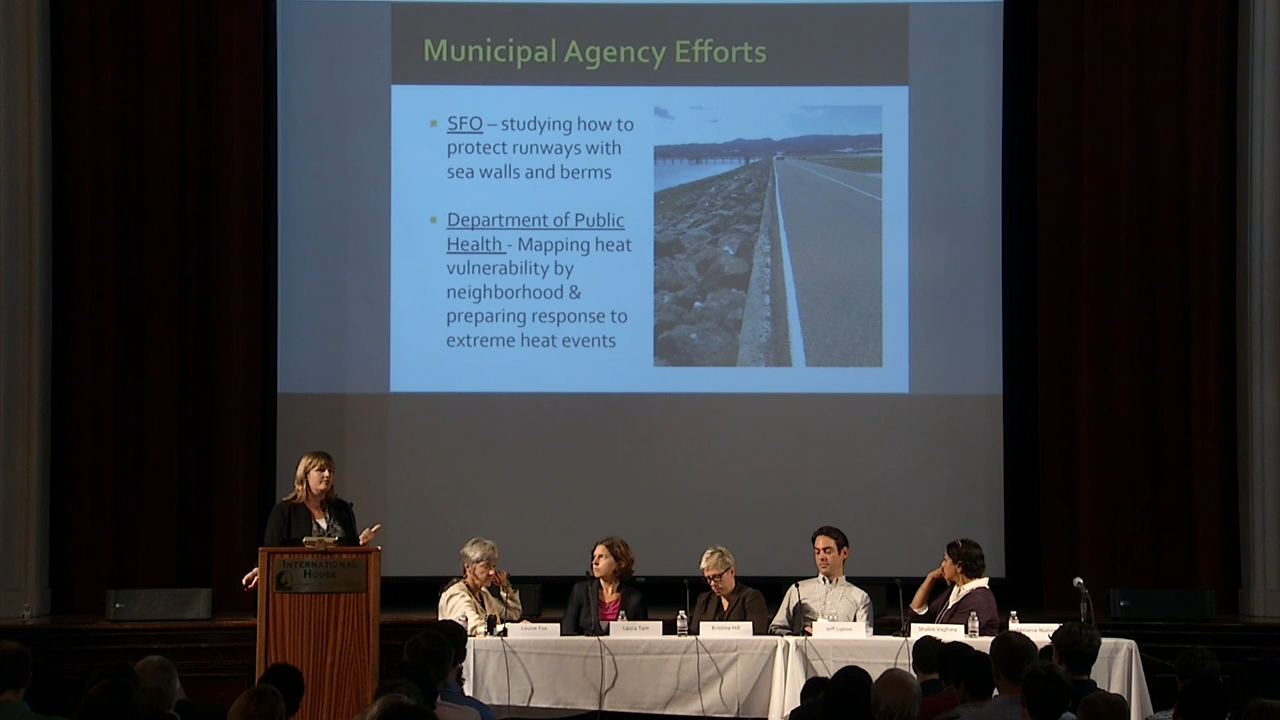 Municipal Agency Efforts
SFO – studying how to
protect runways with
sea walls and berms
Department of Public
Health - Mapping heat
vulnerability by
neighborhood &
preparing response to
extreme heat events
INTERNATIONAL
HOUSE
Laura Tam
Kristina Hill
Jeff Lipton